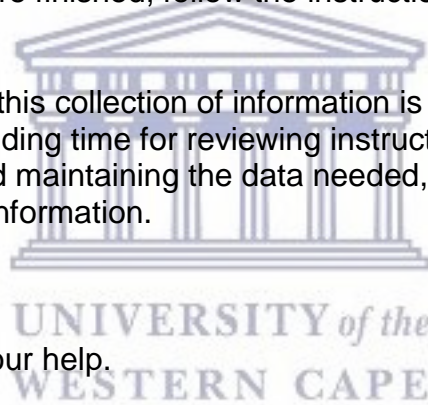 e finished, follow the instructio
this collection of information is
ding time for reviewing instruct
d maintaining the data needed,
nformation.
UNIVERSITY of the
our help.
WESTERN CAPE